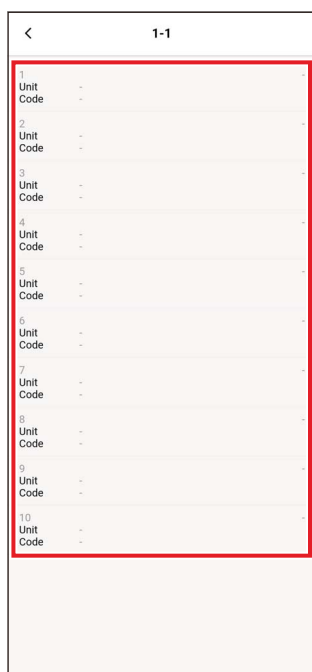 1-1
1 -
Unit -
Code -
2 -
Unit -
Code -
3 -
Unit -
Code -
4 -
Unit -
Code -
5 -
Unit -
Code -
6 -
Unit -
Code -
7 -
Unit -
Code -
8 -
Unit -
Code -
9 -
Unit -
Code -
10 -
Unit -
Code -